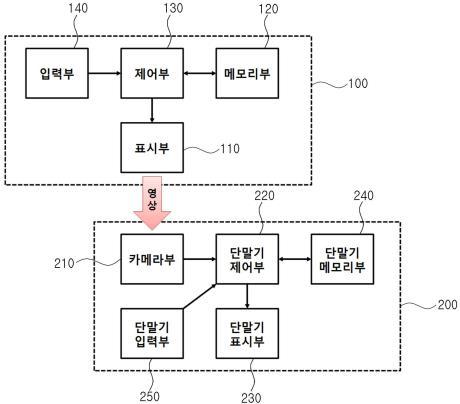 140
130
120
입력부
제어부
메모리부
100
표시부
110
영
상
220
240
210
카메라부
단말기
제어부
단말기
메모리부
200
단말기
입력부
단말기
표시부
250
230